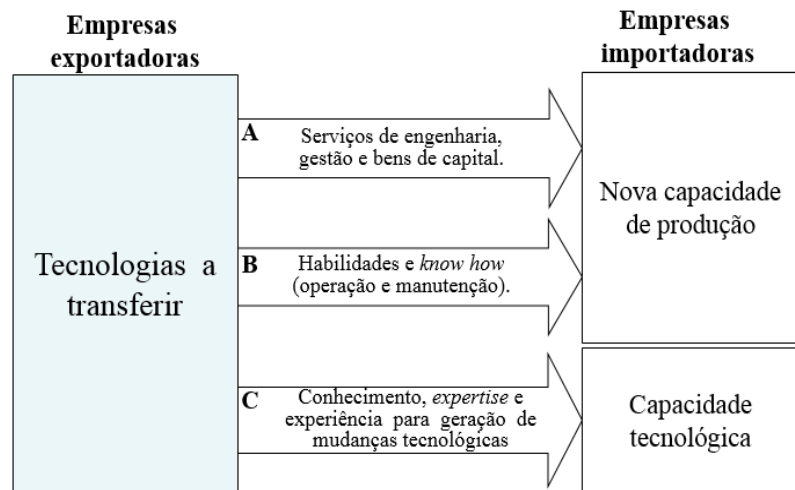 Empresas
exportadoras
Empresas
importadoras
Tecnologias a
transferir
A
Serviços de engenharia,
gestão e bens de capital.
B
Habilidades e know how
(operação e manutenção).
C
Conhecimento, expertise e
experiência para geração de
mudanças tecnológicas
Nova capacidade
de produção
Capacidade
tecnológica